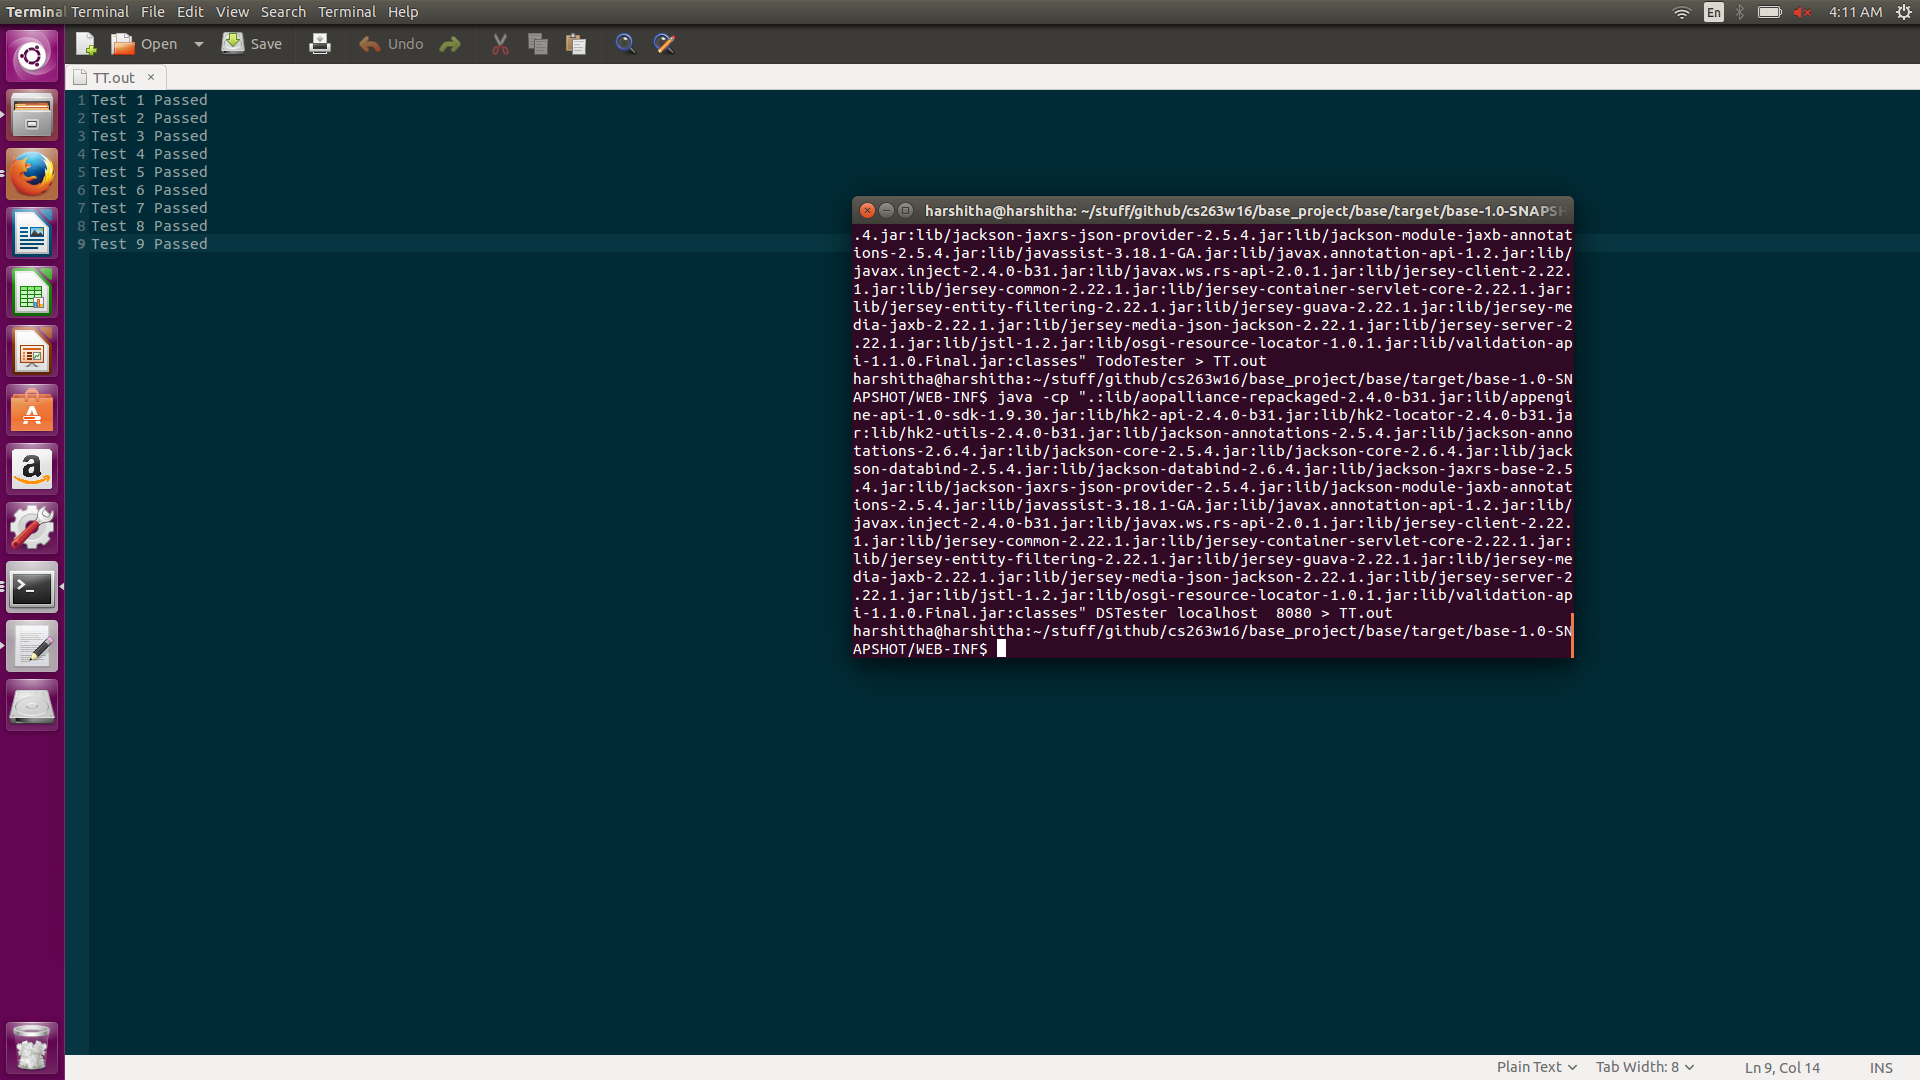 Terminal Terminal File Edit View Search Terminal Help
En 4:11 AM
Open Save Undo
TT.out ×
1 Test 1 Passed
2 Test 2 Passed
3 Test 3 Passed
4 Test 4 Passed
5 Test 5 Passed
6 Test 6 Passed
7 Test 7 Passed
8 Test 8 Passed
9 Test 9 Passed
harshitha@harshitha: ~/stuff/github/cs263w16/base_project/base/target/base-1.0-SNAPSH
.4.jar:lib/jackson-jaxrs-json-provider-2.5.4.jar:lib/jackson-module-jaxb-annotat
ions-2.5.4.jar:lib/javassist-3.18.1-GA.jar:lib/javax.annotation-api-1.2.jar:lib/
javax.inject-2.4.0-b31.jar:lib/javax.ws.rs-api-2.0.1.jar:lib/jersey-client-2.22.
1.jar:lib/jersey-common-2.22.1.jar:lib/jersey-container-servlet-core-2.22.1.jar:
lib/jersey-entity-filtering-2.22.1.jar:lib/jersey-guava-2.22.1.jar:lib/jersey-me
dia-jaxb-2.22.1.jar:lib/jersey-media-json-jackson-2.22.1.jar:lib/jersey-server-2
.22.1.jar:lib/jstl-1.2.jar:lib/osgi-resource-locator-1.0.1.jar:lib/validation-ap
i-1.1.0.Final.jar:classes" TodoTester > TT.out
harshitha@harshitha:~/stuff/github/cs263w16/base_project/base/target/base-1.0-SN
APSHOT/WEB-INF$ java -cp ".:lib/aopalliance-repackaged-2.4.0-b31.jar:lib/appengi
ne-api-1.0-sdk-1.9.30.jar:lib/hk2-api-2.4.0-b31.jar:lib/hk2-locator-2.4.0-b31.ja
r:lib/hk2-utils-2.4.0-b31.jar:lib/jackson-annotations-2.5.4.jar:lib/jackson-anno
tations-2.6.4.jar:lib/jackson-core-2.5.4.jar:lib/jackson-core-2.6.4.jar:lib/jack
son-databind-2.5.4.jar:lib/jackson-databind-2.6.4.jar:lib/jackson-jaxrs-base-2.5
.4.jar:lib/jackson-jaxrs-json-provider-2.5.4.jar:lib/jackson-module-jaxb-annotat
ions-2.5.4.jar:lib/javassist-3.18.1-GA.jar:lib/javax.annotation-api-1.2.jar:lib/
javax.inject-2.4.0-b31.jar:lib/javax.ws.rs-api-2.0.1.jar:lib/jersey-client-2.22.
1.jar:lib/jersey-common-2.22.1.jar:lib/jersey-container-servlet-core-2.22.1.jar:
lib/jersey-entity-filtering-2.22.1.jar:lib/jersey-guava-2.22.1.jar:lib/jersey-me
dia-jaxb-2.22.1.jar:lib/jersey-media-json-jackson-2.22.1.jar:lib/jersey-server-2
.22.1.jar:lib/jstl-1.2.jar:lib/osgi-resource-locator-1.0.1.jar:lib/validation-ap
i-1.1.0.Final.jar:classes" DSTester localhost  8080 > TT.out
harshitha@harshitha:~/stuff/github/cs263w16/base_project/base/target/base-1.0-SN
APSHOT/WEB-INF$
Plain Text Tab Width: 8 Ln 9, Col 14 INS